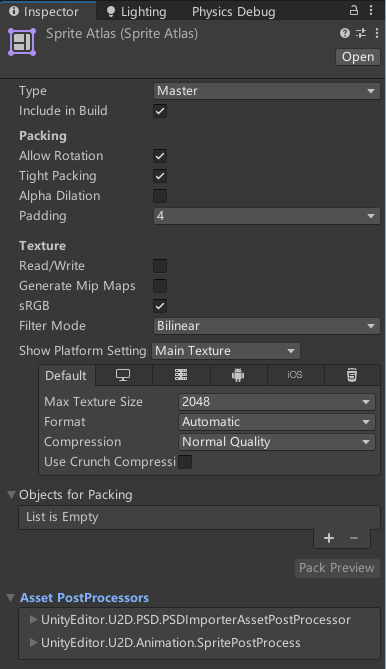 Inspector Lighting Physics Debug
Sprite Atlas (Sprite Atlas)
Open
Type Master
Include in Build
Packing
Allow Rotation
Tight Packing
Alpha Dilation
Padding 4
Texture
Read/Write
Generate Mip Maps
sRGB
Filter Mode Bilinear
Show Platform Setting Main Texture
Default iOS
Max Texture Size 2048
Format Automatic
Compression Normal Quality
Use Crunch Compressi
Objects for Packing
List is Empty
Pack Preview
Asset PostProcessors
UnityEditor.U2D.PSD.PSDImporterAssetPostProcessor
UnityEditor.U2D.Animation.SpritePostProcess